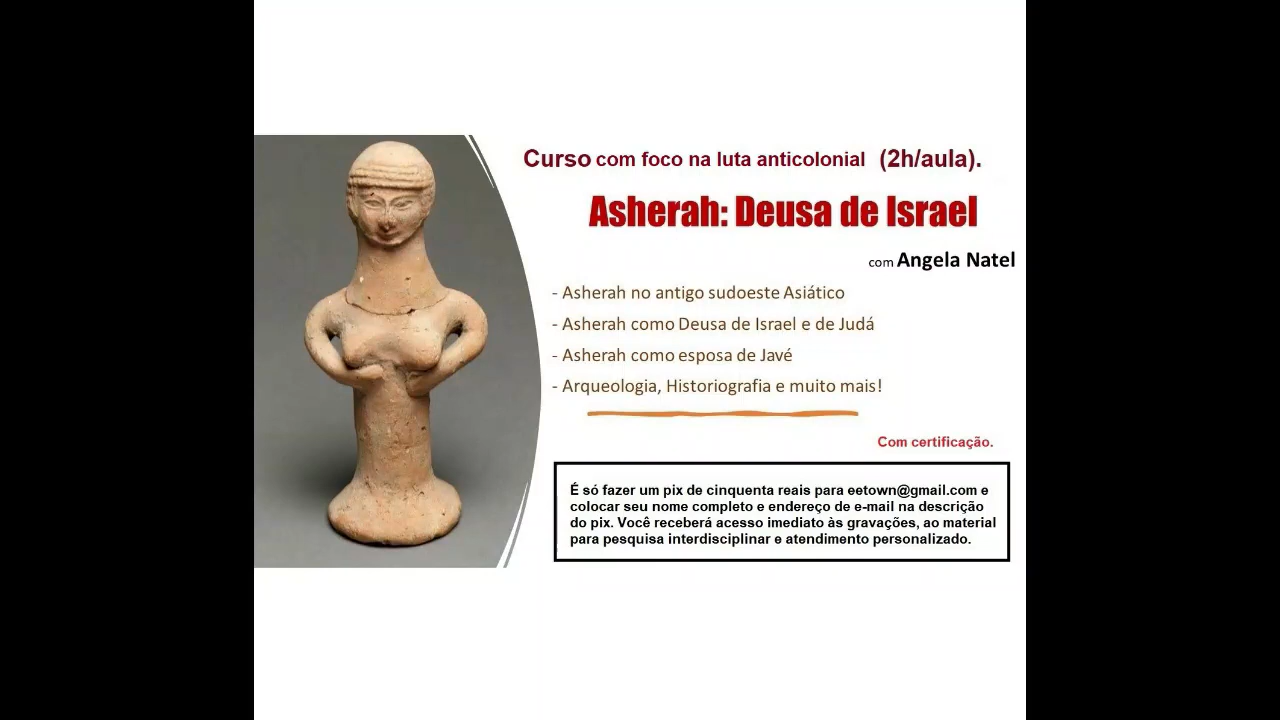 Curso com foco na luta anticolonial (2h/aula).
Asherah: Deusa de Israel
com Angela Natel
- Asherah no antigo sudoeste Asiático
- Asherah como Deusa de Israel e de Judá
- Asherah como esposa de Javé
- Arqueologia, Historiografia e muito mais!
Com certificação.
É só fazer um pix de cinquenta reais para eetown@gmail.com e
colocar seu nome completo e endereço de e-mail na descrição
do pix. Você receberá acesso imediato às gravações, ao material
para pesquisa interdisciplinar e atendimento personalizado.